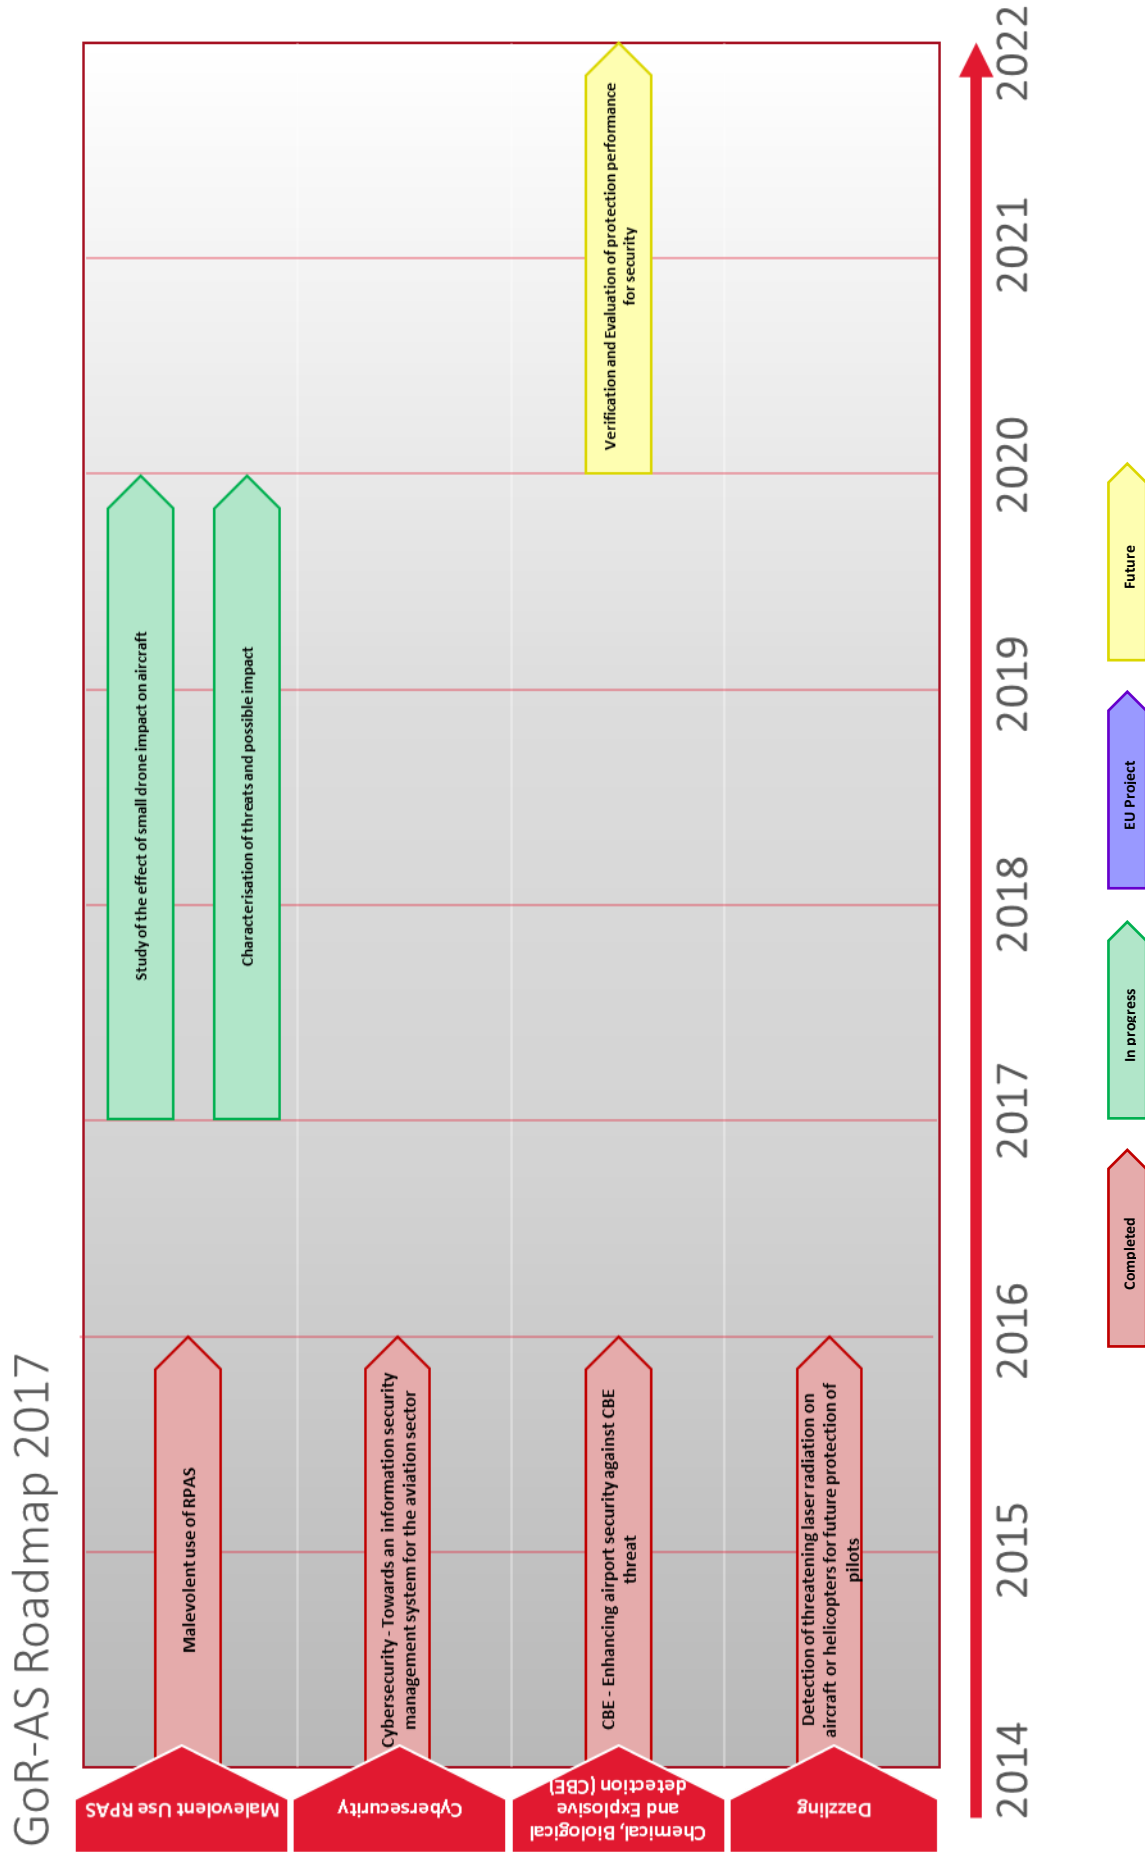 GoR-AS Roadmap 2017
Malevolent Use RPAS
Malevolent use of RPAS
Study of the effect of small drone impact on aircraft
Characterisation of threats and possible impact
Cybersecurity
Cybersecurity - Towards an information security
management system for the aviation sector
Chemical, Biological
and Explosive
detection (CBE)
CBE - Enhancing airport security against CBE
threat
Verification and Evaluation of protection performance
for security
Dazzling
Detection of threatening laser radiation on
aircraft or helicopters for future protection of
pilots
2014
2015
2016
2017
2018
2019
2020
2021
2022
Completed
In progress
EU Project
Future